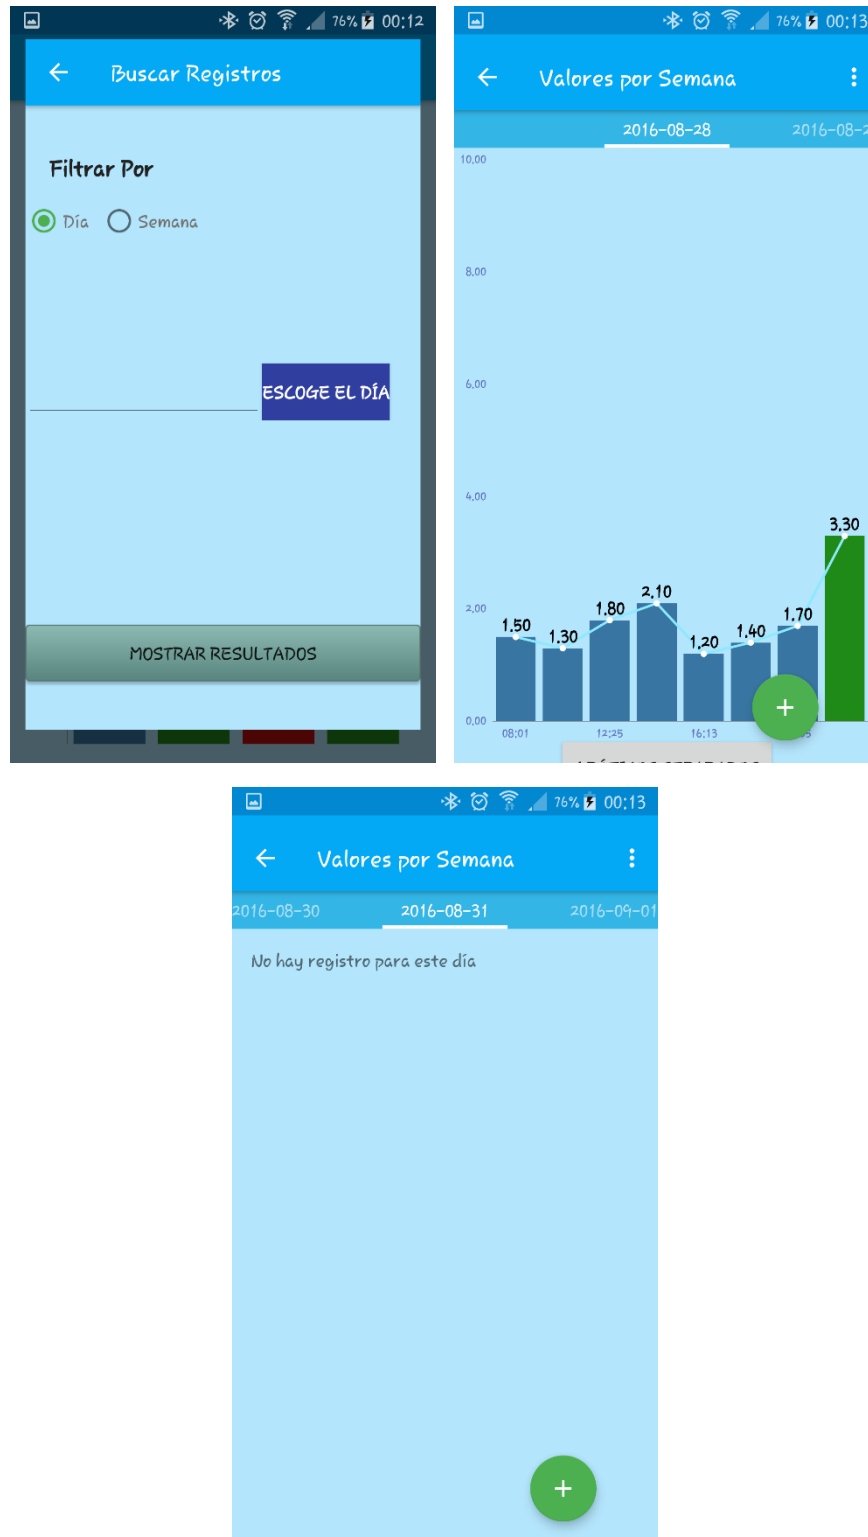 76% 00:12
Buscar Registros
Filtrar Por
Día Semana
ESCOGE EL DÍA
MOSTRAR RESULTADOS
76% 00:13
Valores por Semana
2016-08-28 2016-08-2
10,00
8,00
6,00
4,00
2,00
0,00
1.50 1.30 1.80 2.10 1.20 1.40 1.70 3.30
08:01 12:25 16:13
76% 00:13
Valores por Semana
2016-08-30 2016-08-31 2016-09-01
No hay registro para este día